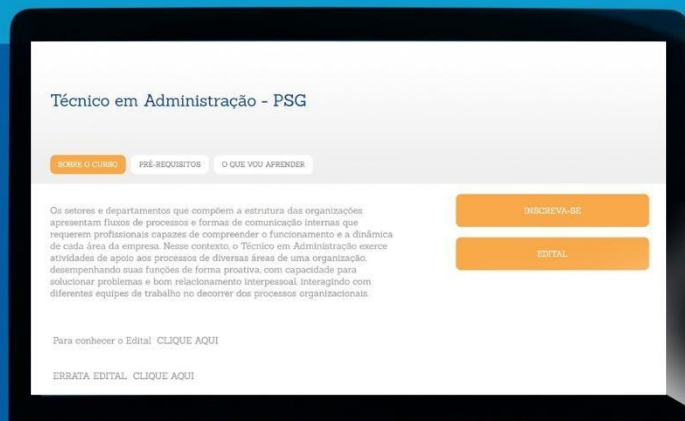 Técnico em Administração - PSG
SOBRE O CURSO PRÉ-REQUISITOS O QUE VOU APRENDER
Os setores e departamentos que compõem a estrutura das organizações
apresentam fluxos de processos e formas de comunicação internas que
requerem profissionais capazes de compreender o funcionamento e a dinâmica
de cada área da empresa. Nesse contexto, o Técnico em Administração exerce
atividades de apoio aos processos de diversas áreas de uma organização,
desempenhando suas funções de forma proativa, com capacidade para
solucionar problemas e bom relacionamento interpessoal, interagindo com
diferentes equipes de trabalho no decorrer dos processos organizacionais.
INSCREVA-SE
EDITAL
Para conhecer o Edital CLIQUE AQUI
ERRATA EDITAL CLIQUE AQUI